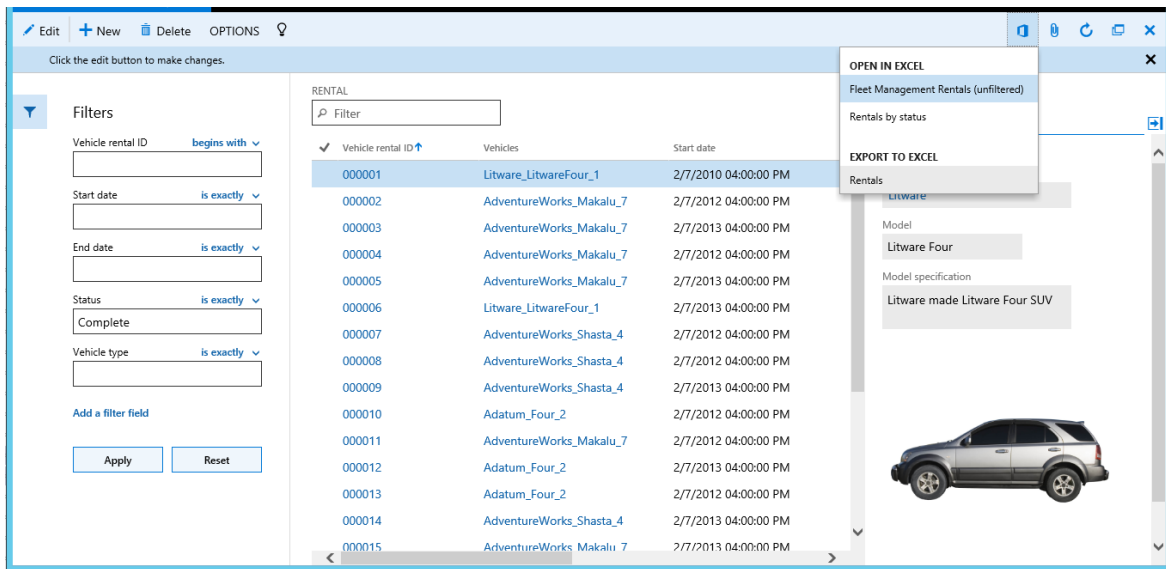 Edit New Delete OPTIONS
Click the edit button to make changes.
OPEN IN EXCEL
Fleet Management Rentals (unfiltered)
Rentals by status
EXPORT TO EXCEL
Rentals
Filters
Vehicle rental ID begins with
Start date is exactly
End date is exactly
Status is exactly
Complete
Vehicle type is exactly
Add a filter field
Apply Reset
RENTAL
Filter
Vehicle rental ID Vehicles Start date
000001 Litware_LitwareFour_1 2/7/2010 04:00:00 PM
000002 AdventureWorks_Makalu_7 2/7/2012 04:00:00 PM
000003 AdventureWorks_Makalu_7 2/7/2013 04:00:00 PM
000004 AdventureWorks_Makalu_7 2/7/2012 04:00:00 PM
000005 AdventureWorks_Makalu_7 2/7/2013 04:00:00 PM
000006 Litware_LitwareFour_1 2/7/2013 04:00:00 PM
000007 AdventureWorks_Shasta_4 2/7/2012 04:00:00 PM
000008 AdventureWorks_Shasta_4 2/7/2012 04:00:00 PM
000009 AdventureWorks_Shasta_4 2/7/2013 04:00:00 PM
000010 Adatum_Four_2 2/7/2012 04:00:00 PM
000011 AdventureWorks_Makalu_7 2/7/2012 04:00:00 PM
000012 Adatum_Four_2 2/7/2013 04:00:00 PM
000013 Adatum_Four_2 2/7/2012 04:00:00 PM
000014 AdventureWorks_Shasta_4 2/7/2013 04:00:00 PM
000015 AdventureWorks_Makalu_7 2/7/2013 04:00:00 PM
Litware
Model
Litware Four
Model specification
Litware made Litware Four SUV